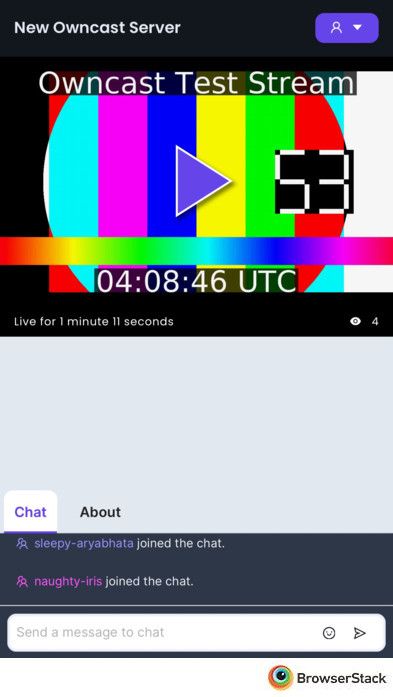 New Owncast Server
Owncast Test Stream
53
04:08:46 UTC
Live for 1 minute 11 seconds
4
Chat
About
sleepy-aryabhata joined the chat.
naughty-iris joined the chat.
Send a message to chat
BrowserStack